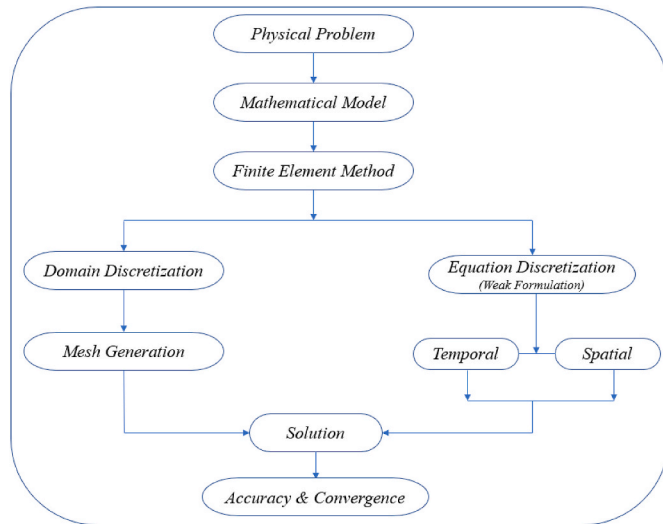 Physical Problem
Mathematical Model
Finite Element Method
Domain Discretization
Equation Discretization
(Weak Formulation)
Mesh Generation
Temporal
Spatial
Solution
Accuracy & Convergence